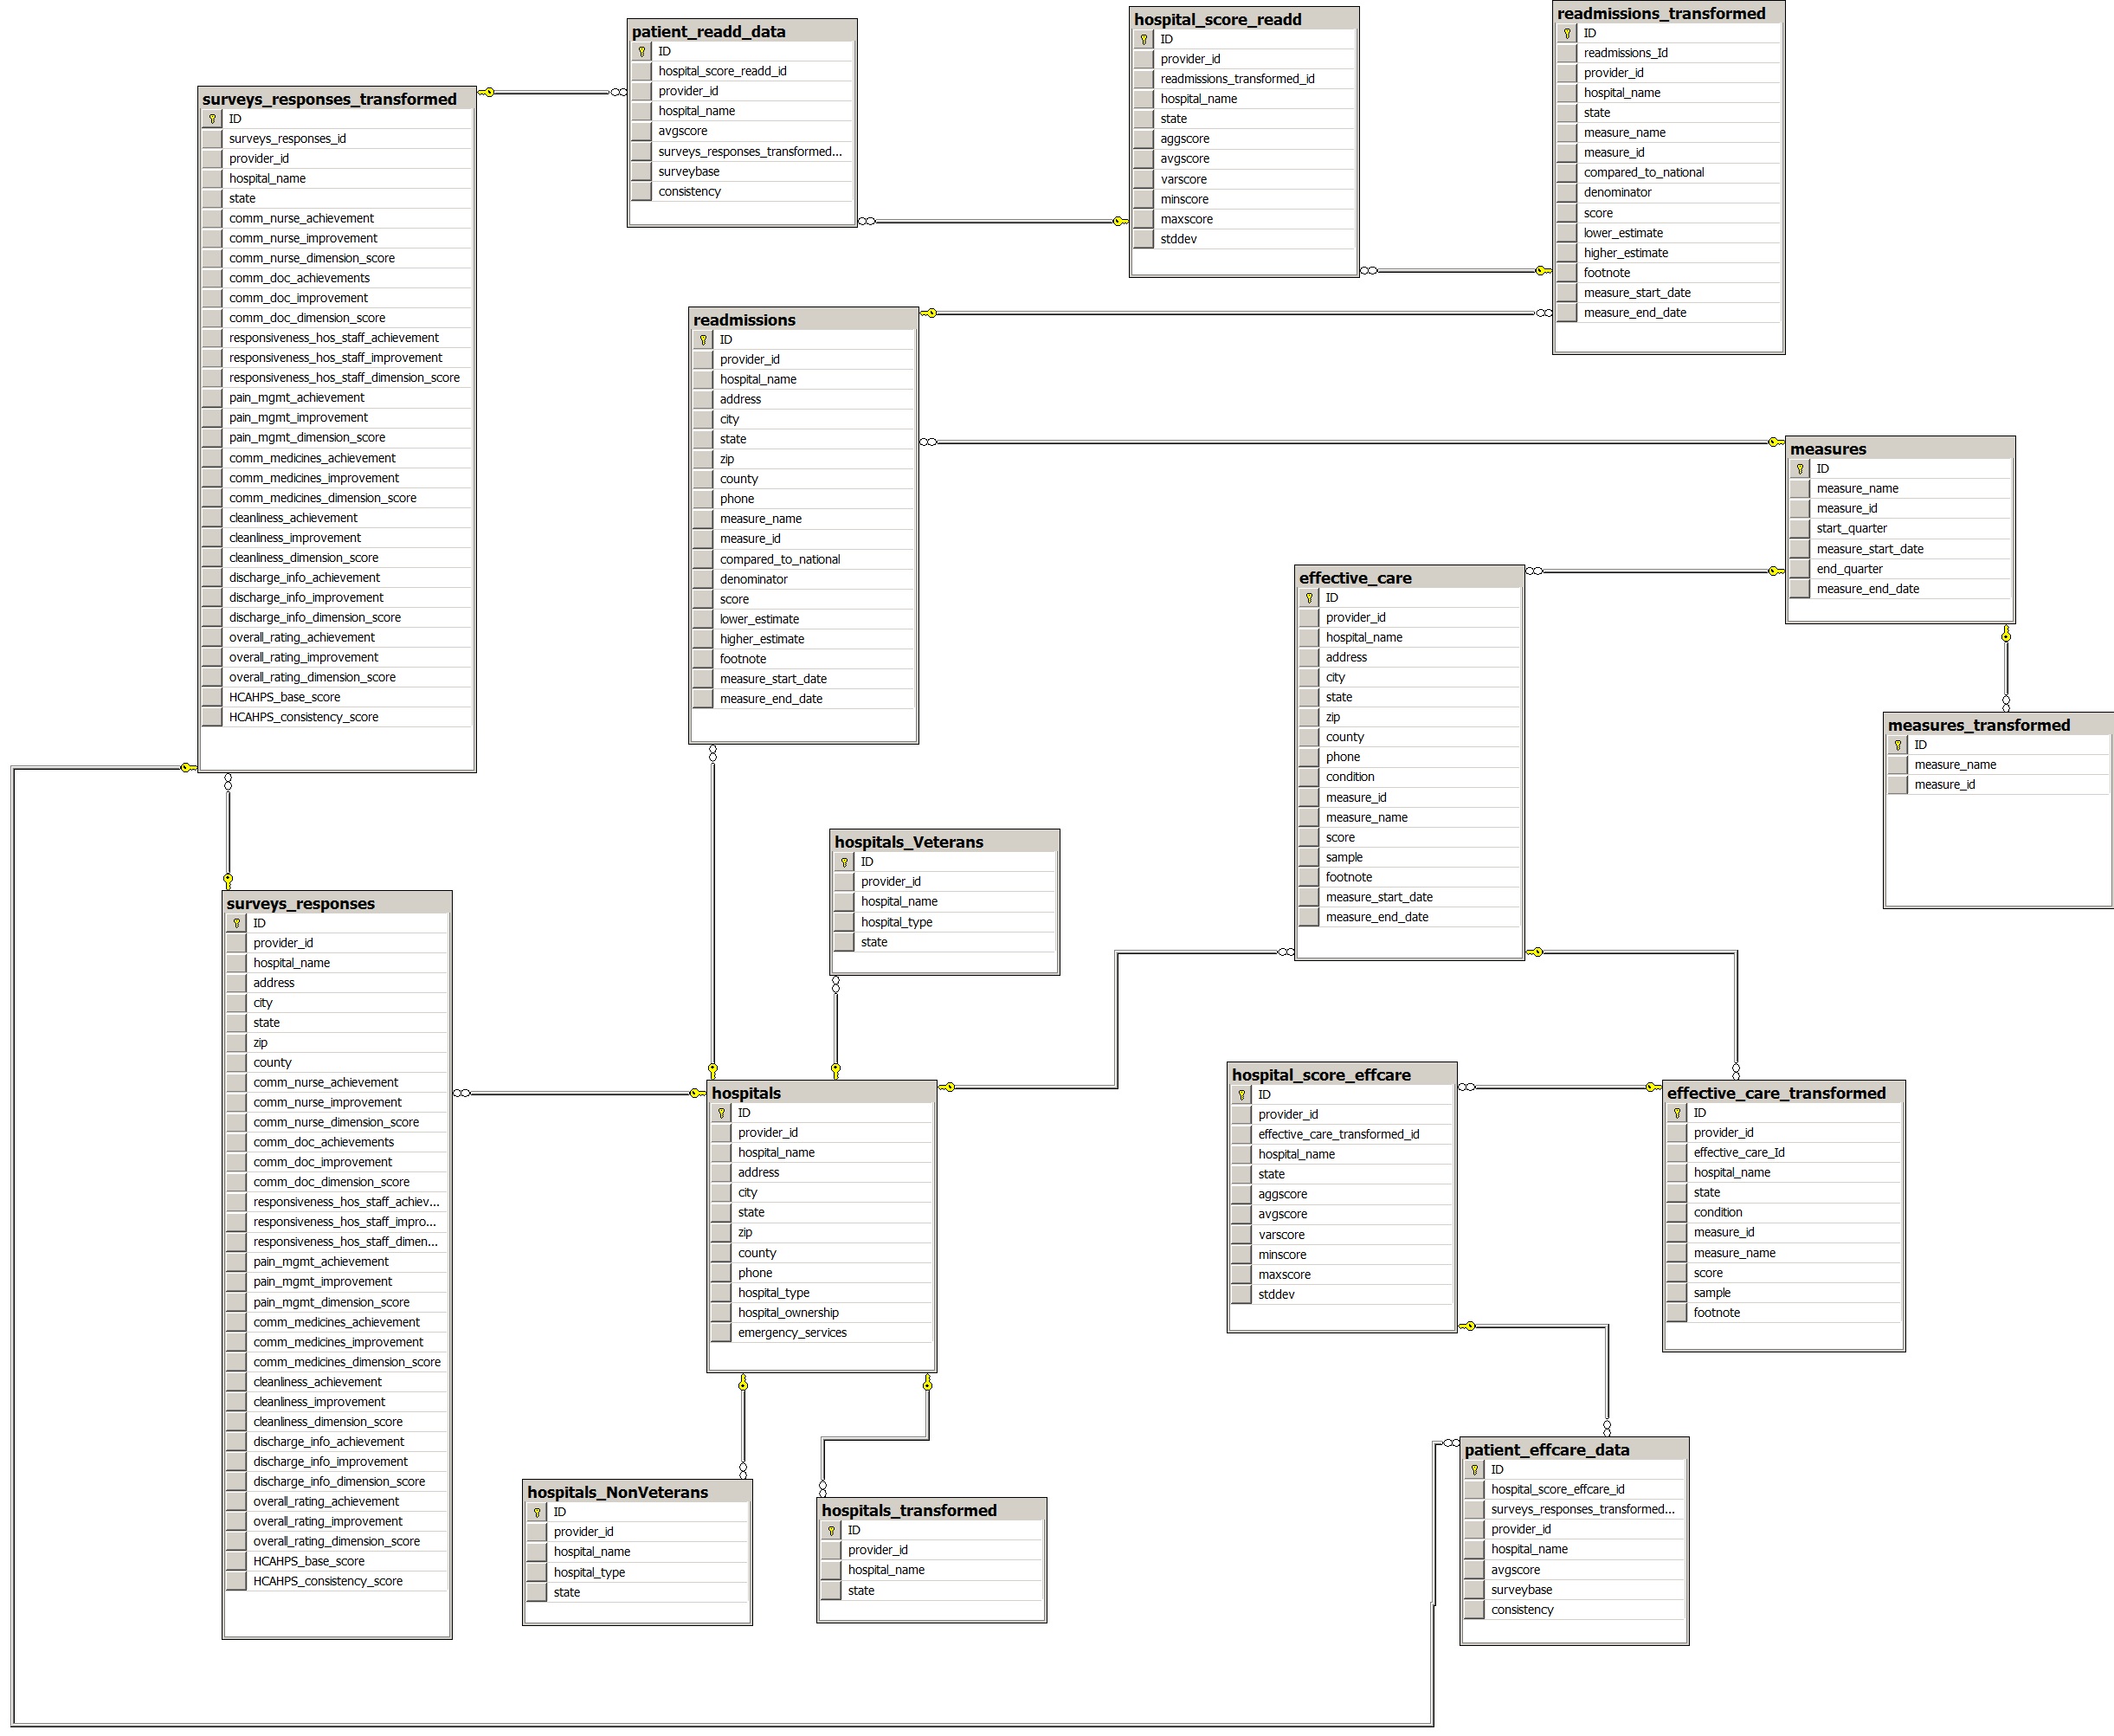 patient_readd_data
ID
hospital_score_readd_id
provider_id
hospital_name
avgscore
surveys_responses_transformed...
surveybase
consistency
hospital_score_readd
ID
provider_id
readmissions_transformed_id
hospital_name
state
aggscore
avgscore
varscore
minscore
maxscore
stddev
readmissions_transformed
ID
readmissions_Id
provider_id
hospital_name
state
measure_name
measure_id
compared_to_national
denominator
score
lower_estimate
higher_estimate
footnote
measure_start_date
measure_end_date
surveys_responses_transformed
ID
surveys_responses_id
provider_id
hospital_name
state
comm_nurse_achievement
comm_nurse_improvement
comm_nurse_dimension_score
comm_doc_achievements
comm_doc_improvement
comm_doc_dimension_score
responsiveness_hos_staff_achievement
responsiveness_hos_staff_improvement
responsiveness_hos_staff_dimension_score
pain_mgmt_achievement
pain_mgmt_improvement
pain_mgmt_dimension_score
comm_medicines_achievement
comm_medicines_improvement
comm_medicines_dimension_score
cleanliness_achievement
cleanliness_improvement
cleanliness_dimension_score
discharge_info_achievement
discharge_info_improvement
discharge_info_dimension_score
overall_rating_achievement
overall_rating_improvement
overall_rating_dimension_score
HCAHPS_base_score
HCAHPS_consistency_score
readmissions
ID
provider_id
hospital_name
address
city
state
zip
county
phone
measure_name
measure_id
compared_to_national
denominator
score
lower_estimate
higher_estimate
footnote
measure_start_date
measure_end_date
measures
ID
measure_name
measure_id
start_quarter
measure_start_date
end_quarter
measure_end_date
effective_care
ID
provider_id
hospital_name
address
city
state
zip
county
phone
condition
measure_id
measure_name
score
sample
footnote
measure_start_date
measure_end_date
measures_transformed
ID
measure_name
measure_id
hospitals_Veterans
ID
provider_id
hospital_name
hospital_type
state
surveys_responses
ID
provider_id
hospital_name
address
city
state
zip
county
comm_nurse_achievement
comm_nurse_improvement
comm_nurse_dimension_score
comm_doc_achievements
comm_doc_improvement
comm_doc_dimension_score
responsiveness_hos_staff_achiev...
responsiveness_hos_staff_impro...
responsiveness_hos_staff_dimen...
pain_mgmt_achievement
pain_mgmt_improvement
pain_mgmt_dimension_score
comm_medicines_achievement
comm_medicines_improvement
comm_medicines_dimension_score
cleanliness_achievement
cleanliness_improvement
cleanliness_dimension_score
discharge_info_achievement
discharge_info_improvement
discharge_info_dimension_score
overall_rating_achievement
overall_rating_improvement
overall_rating_dimension_score
HCAHPS_base_score
HCAHPS_consistency_score
hospitals
ID
provider_id
hospital_name
address
city
state
zip
county
phone
hospital_type
hospital_ownership
emergency_services
hospital_score_effcare
ID
provider_id
effective_care_transformed_id
hospital_name
state
aggscore
avgscore
varscore
minscore
maxscore
stddev
effective_care_transformed
ID
provider_id
effective_care_Id
hospital_name
state
condition
measure_id
measure_name
score
sample
footnote
hospitals_NonVeterans
ID
provider_id
hospital_name
hospital_type
state
hospitals_transformed
ID
provider_id
hospital_name
state
patient_effcare_data
ID
hospital_score_effcare_id
surveys_responses_transformed...
provider_id
hospital_name
avgscore
surveybase
consistency